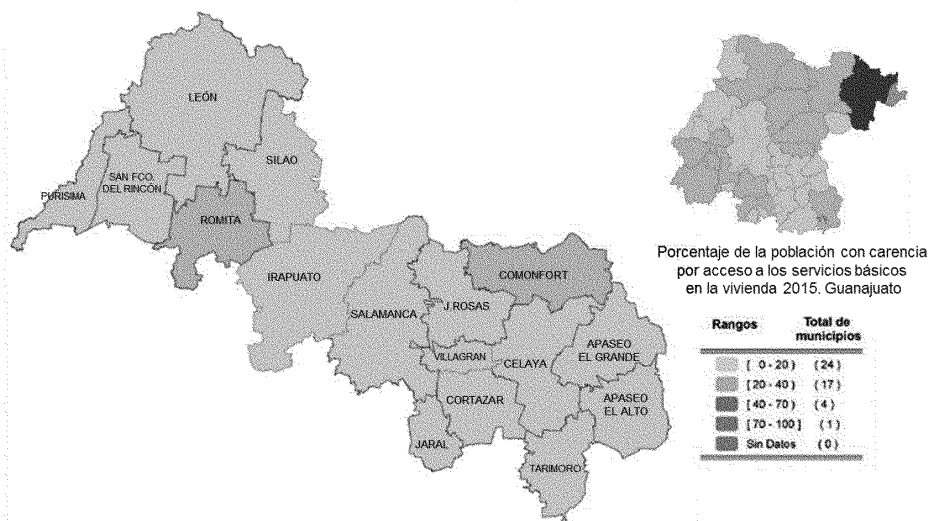 LEÓN
SILAO
SAN FCO.
DEL RINCÓN
PURISIMA
ROMITA
IRAPUATO
COMONFORT
J.ROSAS
SALAMANCA
APASEO
EL GRANDE
VILLAGRAN
CELAYA
CORTAZAR
APASEO
EL ALTO
JARAL
TARIMORO
Porcentaje de la población con carencia
por acceso a los servicios básicos
en la vivienda 2015. Guanajuato
Rangos Total de
municipios
[ 0 - 20) (24)
[20 - 40) (17)
[40 - 70) (4)
[70 - 100] (1)
Sin Datos (0)